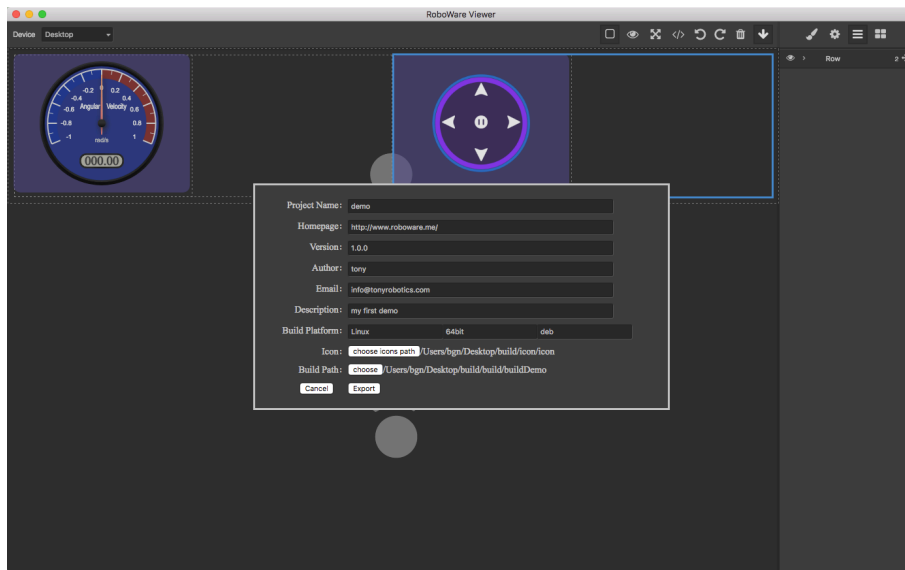 RoboWare Viewer
Device Desktop
Row 2
-0.2 0.2
-0.4 0.4
-0.6 Angular Velocity 0.6
-0.8 0.8
-1 rad/s 1
000.00
Project Name: demo
Homepage: http://www.roboware.me/
Version: 1.0.0
Author: tony
Email: info@tonyrobotics.com
Description: my first demo
Build Platform: Linux 64bit deb
Icon: choose icons path /Users/bgn/Desktop/build/icon/icon
Build Path: choose /Users/bgn/Desktop/build/build/buildDemo
Cancel Export